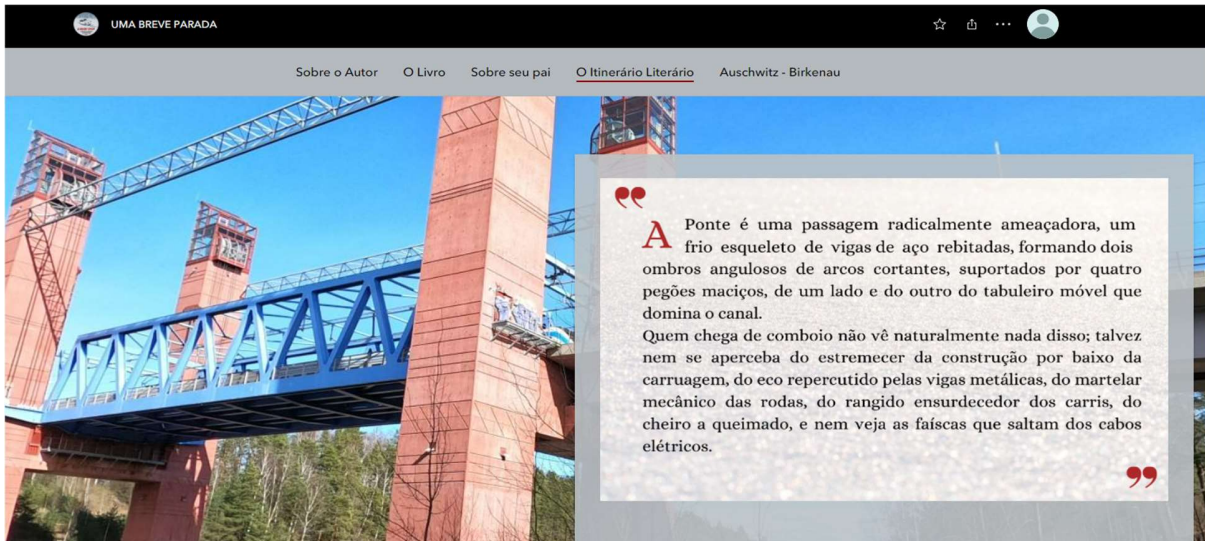 UMA BREVE PARADA
Sobre o Autor O Livro Sobre seu pai O Itinerário Literário Auschwitz - Birkenau
A Ponte é uma passagem radicalmente ameaçadora, um
frio esqueleto de vigas de aço rebitadas, formando dois
ombros angulosos de arcos cortantes, suportados por quatro
pegões maciços, de um lado e do outro do tabuleiro móvel que
domina o canal.
Quem chega de comboio não vê naturalmente nada disso; talvez
nem se aperceba do estremecer da construção por baixo da
carruagem, do eco repercutido pelas vigas metálicas, do martelar
mecânico das rodas, do rangido ensurdecedor dos carris, do
cheiro a queimado, e nem veja as faíscas que saltam dos cabos
elétricos.